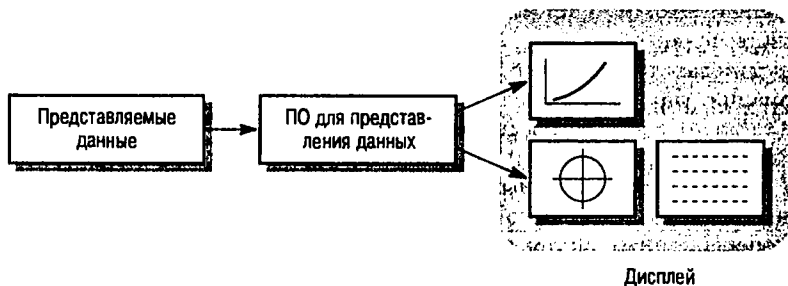 Представляемые
данные
ПО для представ-
ления данных
Дисплей